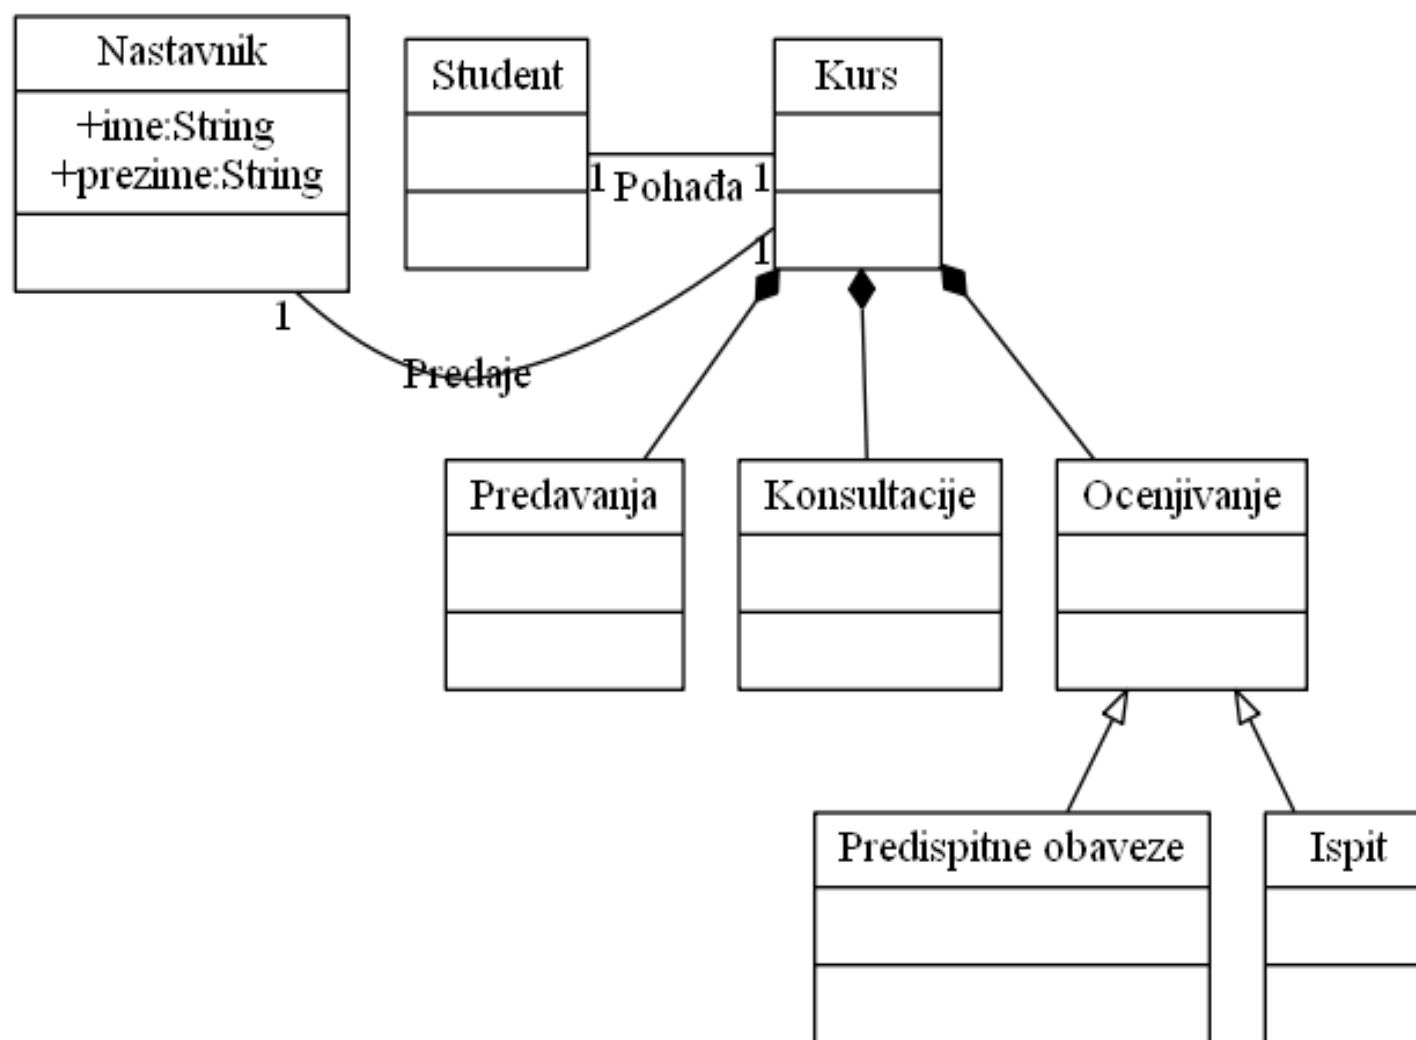 Nastavnik
+ime:String
+prezime:String
Student
Kurs
1
Pohađa
1
1
1
Predaje
Predavanja
Konsultacije
Ocenjivanje
Predispitne obaveze
Ispit